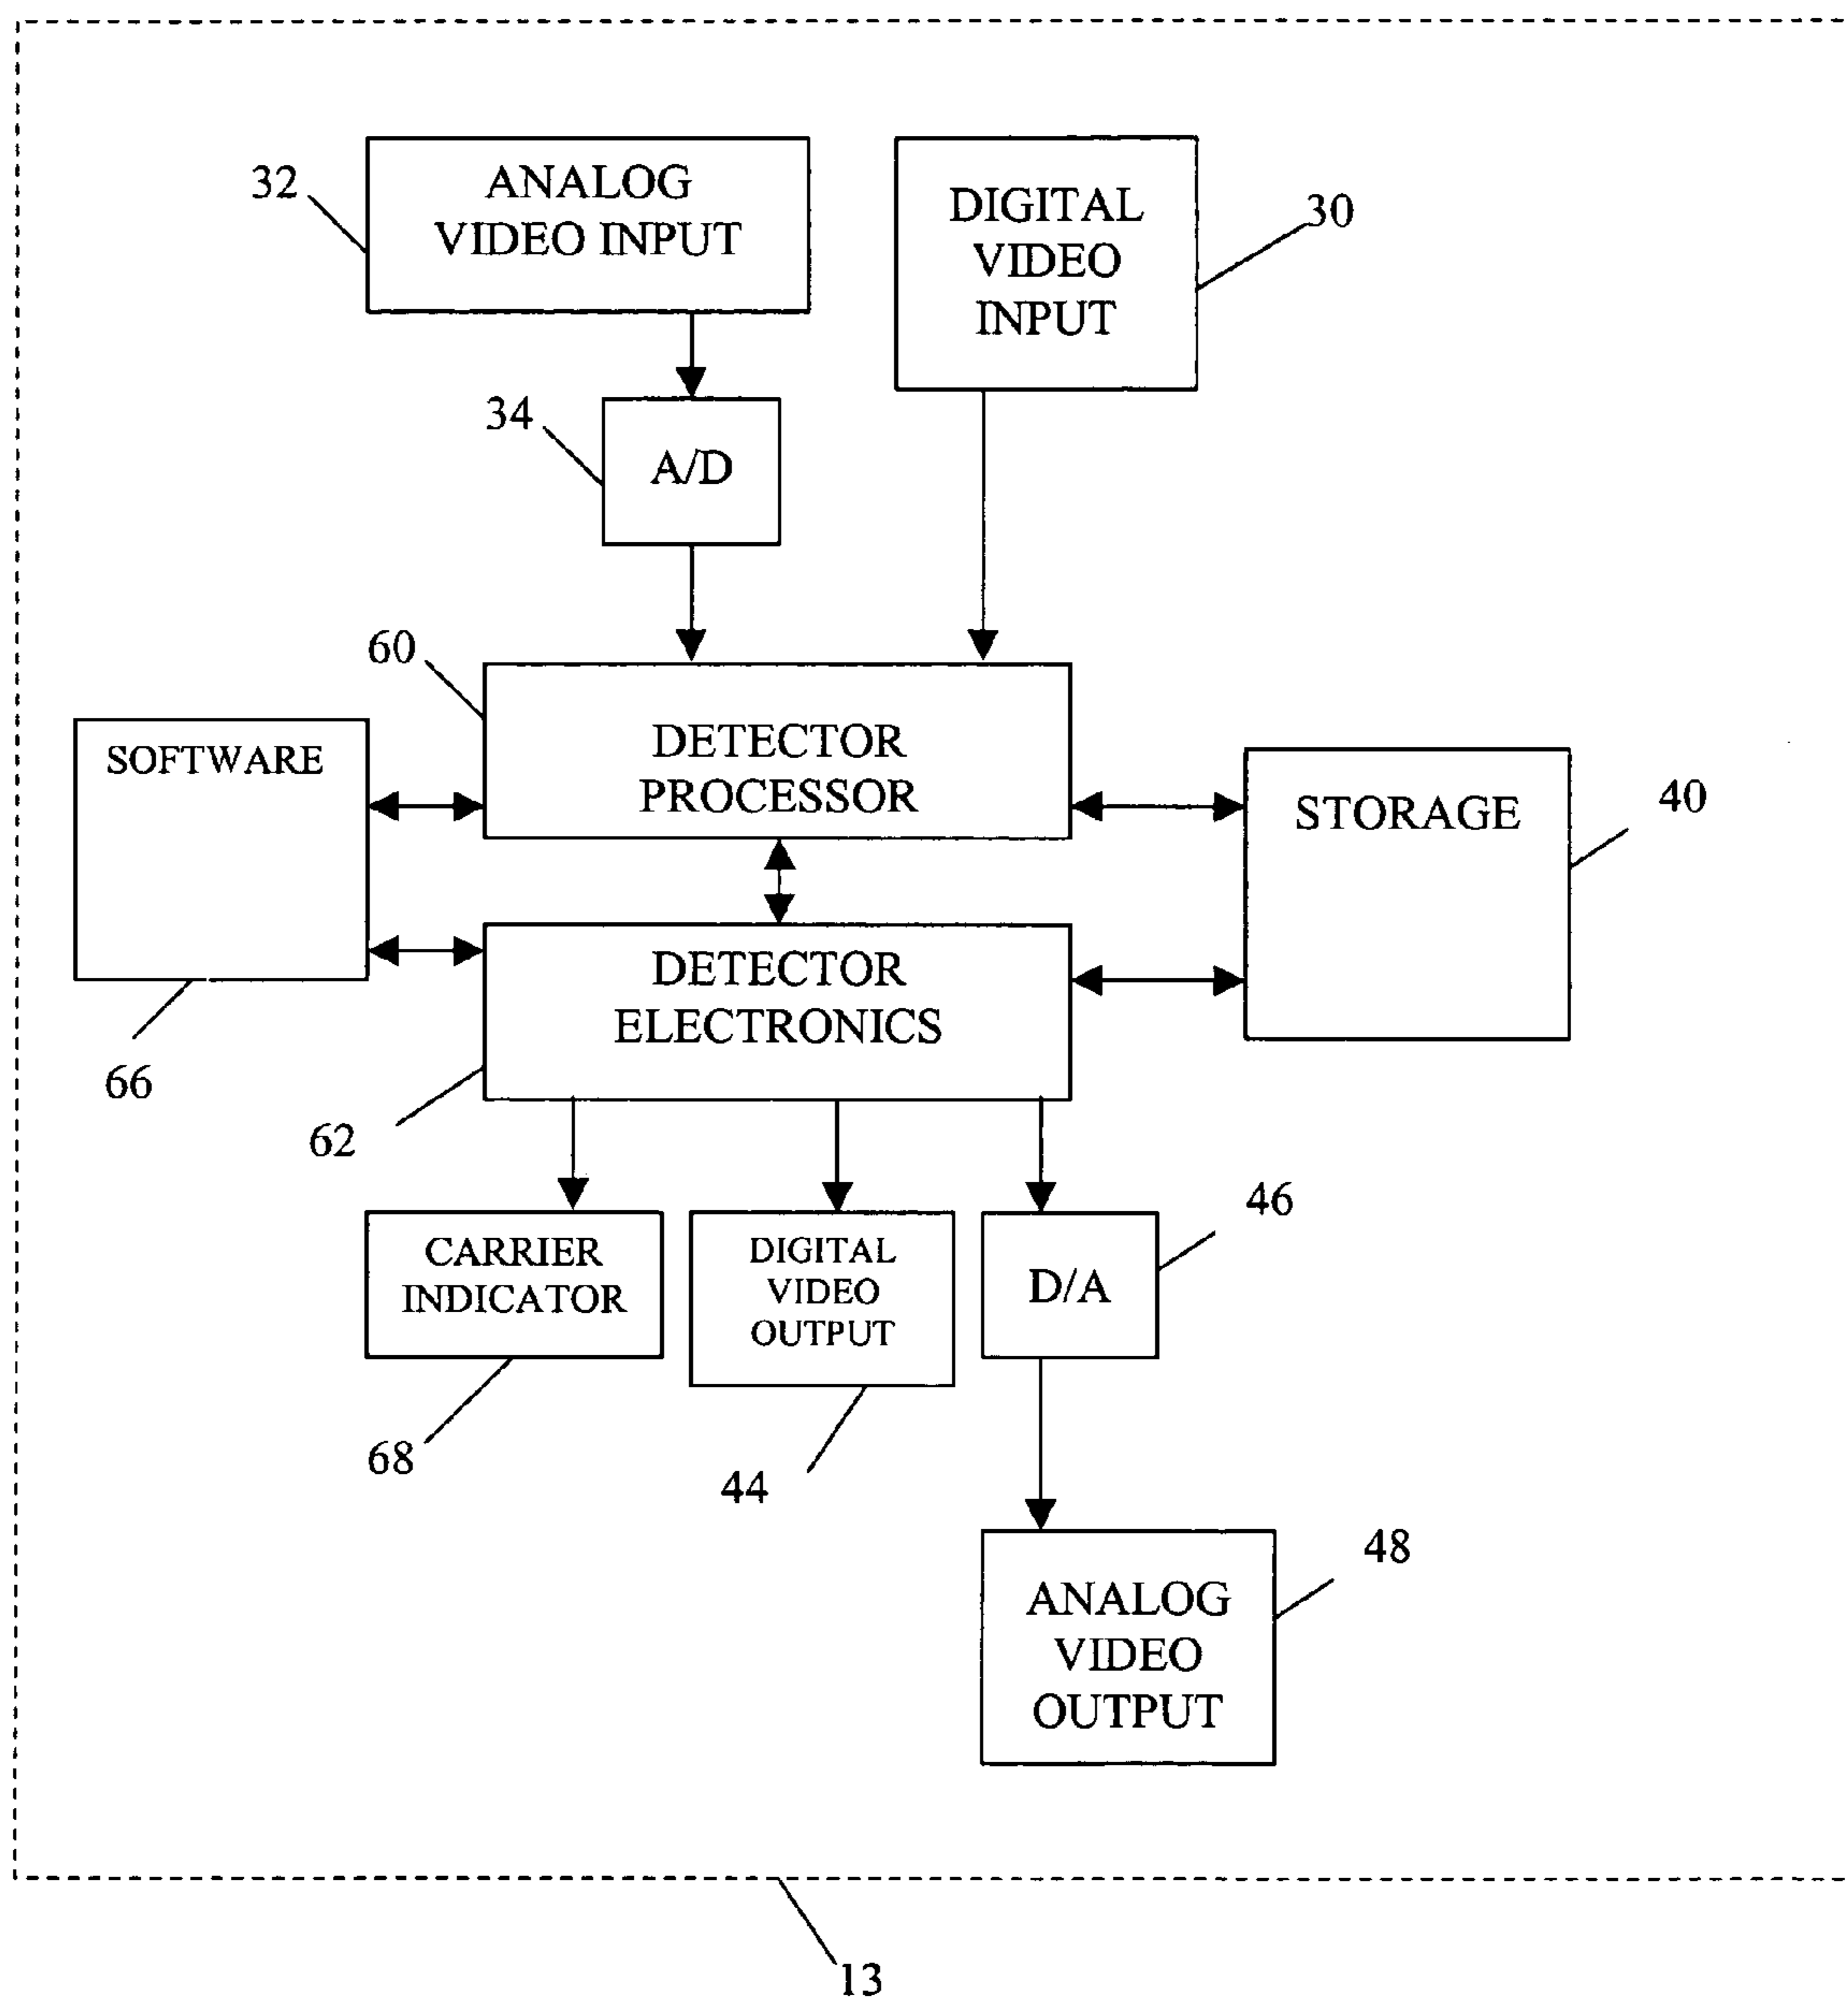 32
ANALOG
VIDEO INPUT
DIGITAL
VIDEO
INPUT
30
34
A/D
60
DETECTOR
PROCESSOR
SOFTWARE
STORAGE
40
66
DETECTOR
ELECTRONICS
62
CARRIER
INDICATOR
DIGITAL
VIDEO
OUTPUT
D/A
46
68
44
ANALOG
VIDEO
OUTPUT
48
13